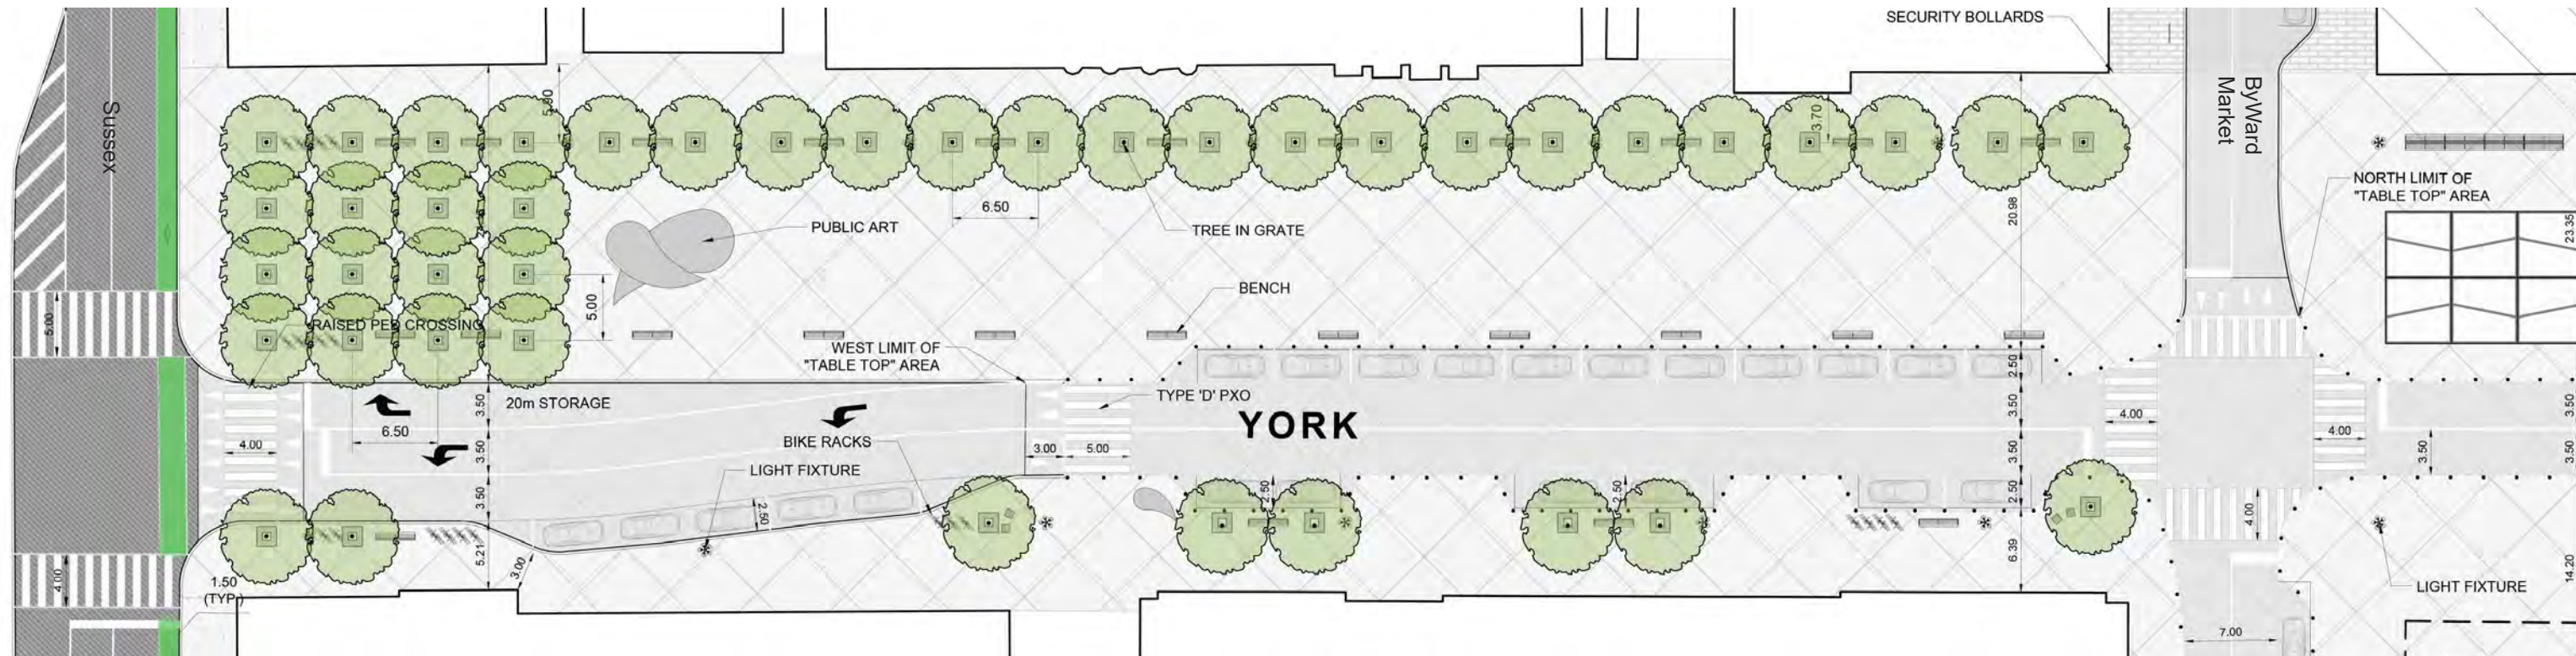 SECURITY BOLLARDS
Sussex
ByWard
Market
5.90
3.70
NORTH LIMIT OF
"TABLE TOP" AREA
6.50
PUBLIC ART
TREE IN GRATE
20.98
23.35
BENCH
5.00
5.00
RAISED PED CROSSING
WEST LIMIT OF
"TABLE TOP" AREA
2.50
TYPE 'D' PXO
20m STORAGE
3.50
3.50
3.50
YORK
4.00
6.50
4.00
BIKE RACKS
4.00
3.00
5.00
3.50
3.50
3.50
3.50
LIGHT FIXTURE
3.50
2.50
2.50
2.50
2.50
4.00
5.21
3.00
6.39
14.20
4.00
1.50
(TYP.)
LIGHT FIXTURE
7.00